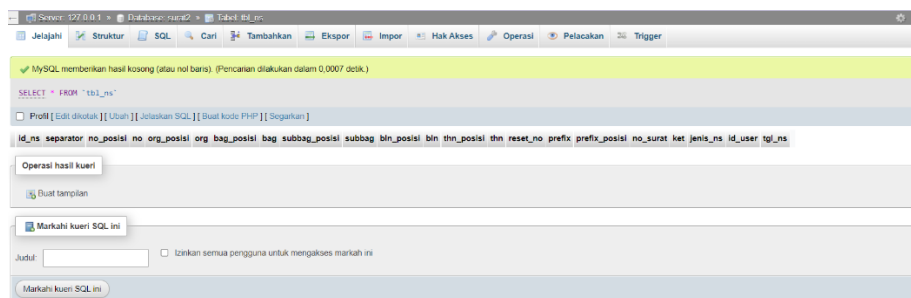 Server: 127.0.0.1 » Database: surat2 » Tabel: tbl_ns
Jelajahi Struktur SQL Cari Tambahkan Ekspor Impor Hak Akses Operasi Pelacakan Trigger
MySQL memberikan hasil kosong (atau nol baris). (Pencarian dilakukan dalam 0,0007 detik.)
SELECT * FROM `tbl_ns`
Profil [ Edit dikotak ] [ Ubah ] [ Jelaskan SQL ] [ Buat kode PHP ] [ Segarkan ]
id_ns separator no_posisi no org_posisi org bag_posisi bag subbag_posisi subbag bln_posisi bln thn_posisi thn reset_no prefix prefix_posisi no_surat ket jenis_ns id_user tgl_ns
Operasi hasil kueri
Buat tampilan
Markahi kueri SQL ini
Judul: Izinkan semua pengguna untuk mengakses markah ini
Markahi kueri SQL ini